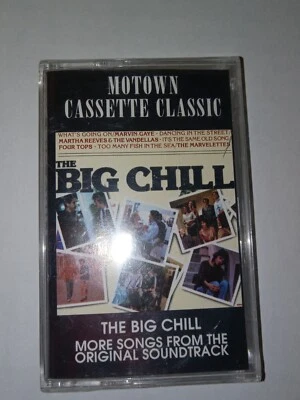 MOTOWN
CASSETTE CLASSIC
WHAT'S GOING ON/MARVIN GAYE • DANCING IN THE STREET/
MARTHA REEVES & THE VANDELLAS • IT'S THE SAME OLD SONG/
FOUR TOPS • TOO MANY FISH IN THE SEA/THE MARVELETTES
THE
BIG CHILL
THE BIG CHILL
MORE SONGS FROM THE
ORIGINAL SOUNDTRACK